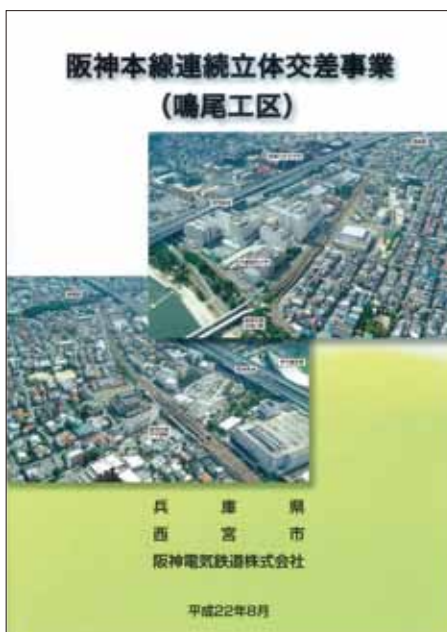 阪神本線連続立体交差事業
(鳴尾工区)
兵庫県
西宮市
阪神電気鉄道株式会社
平成22年8月